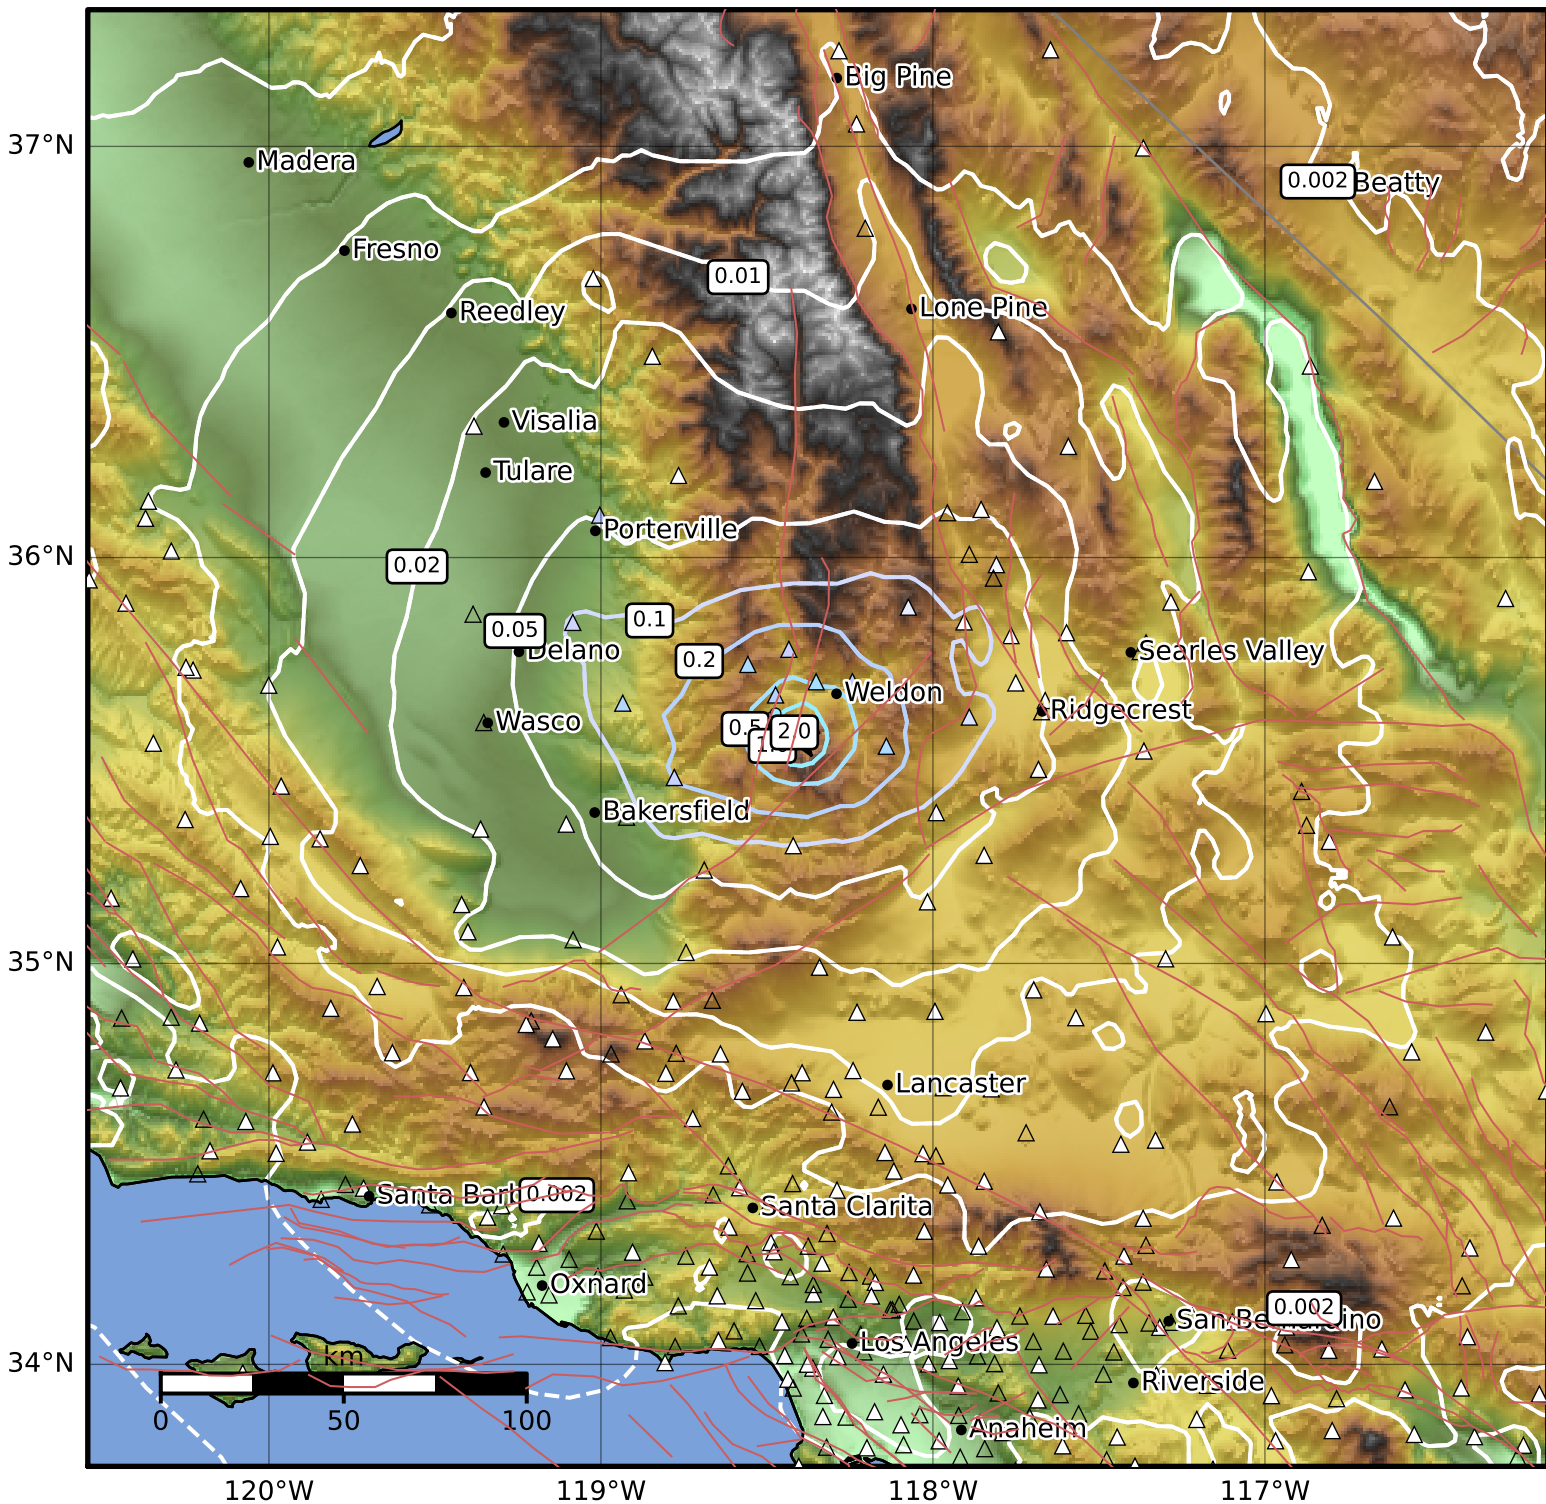 Big Pine
37°N
Madera
0.002
Beatty
Fresno
0.01
Reedley
Lone Pine
Visalia
Tulare
Porterville
36°N
0.02
0.1
0.05
Delano
0.2
Searles Valley
Weldon
Ridgecrest
Wasco
0.5
2.0
Bakersfield
35°N
Lancaster
Santa Barb
0.002
Santa Clarita
Oxnard
0.002
San Be
ino
Los Angeles
34°N
km
Riverside
0
50
100
Anaheim
120°W
119°W
118°W
117°W